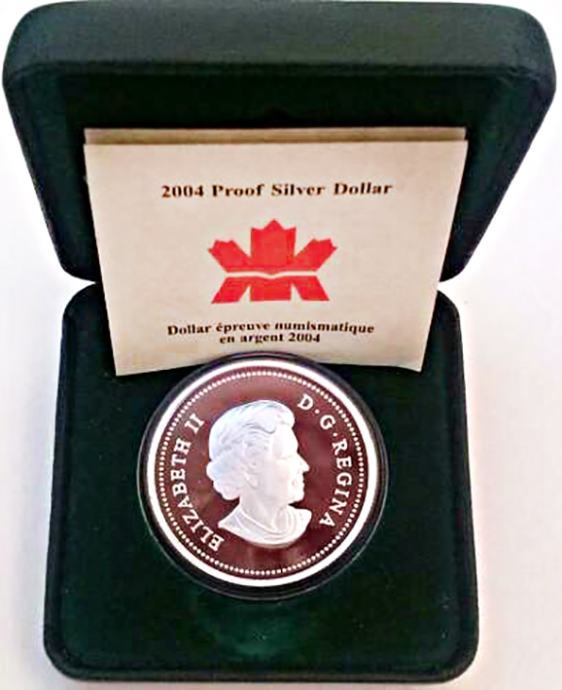 2004 Proof Silver Dollar
Dollar épreuve numismatique
en argent 2004
ELIZABETH II
D·G·REGINA